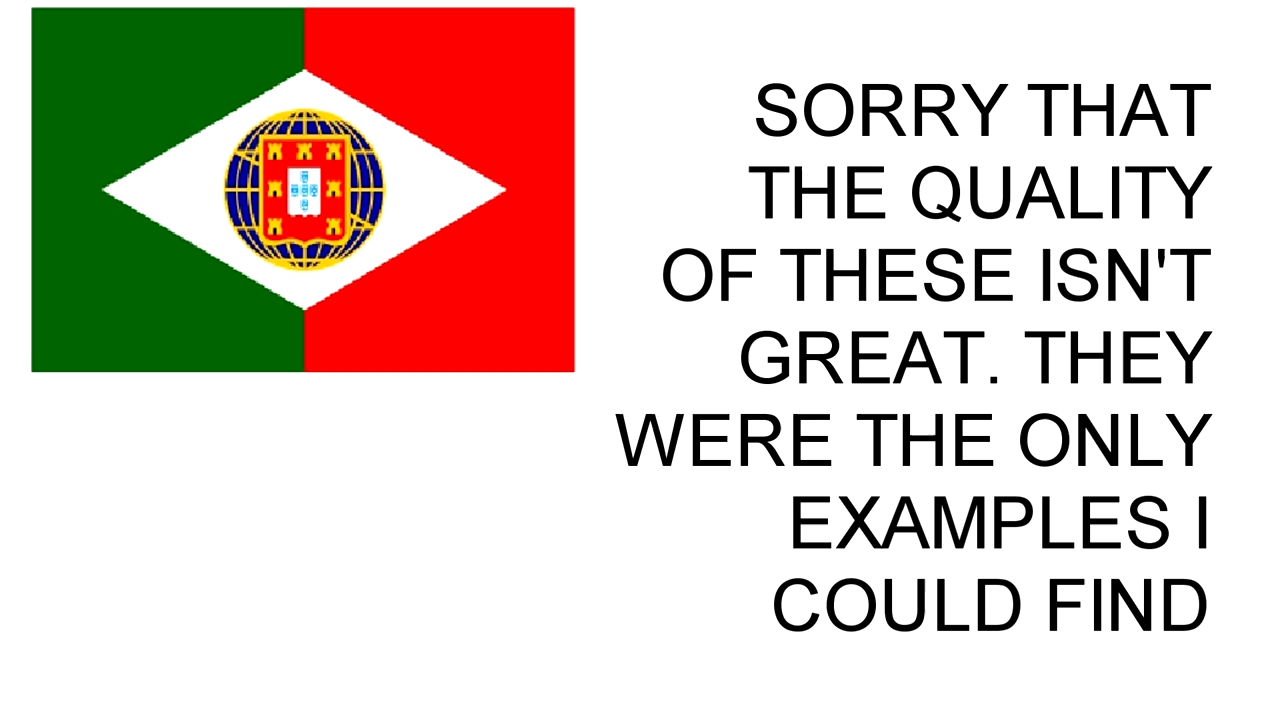 SORRY THAT
THE QUALITY
OF THESE ISN'T
GREAT. THEY
WERE THE ONLY
EXAMPLES I
COULD FIND